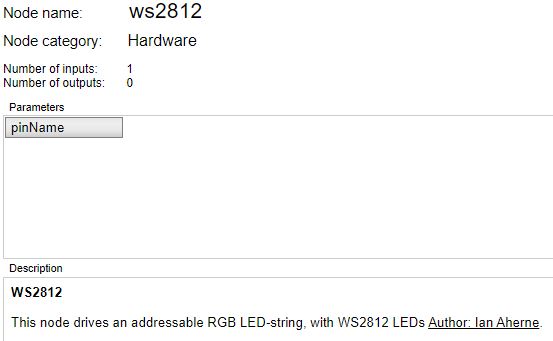 Node name: ws2812
Node category: Hardware
Number of inputs: 1
Number of outputs: 0
Parameters
pinName
Description
WS2812
This node drives an addressable RGB LED-string, with WS2812 LEDs Author: Ian Aherne.